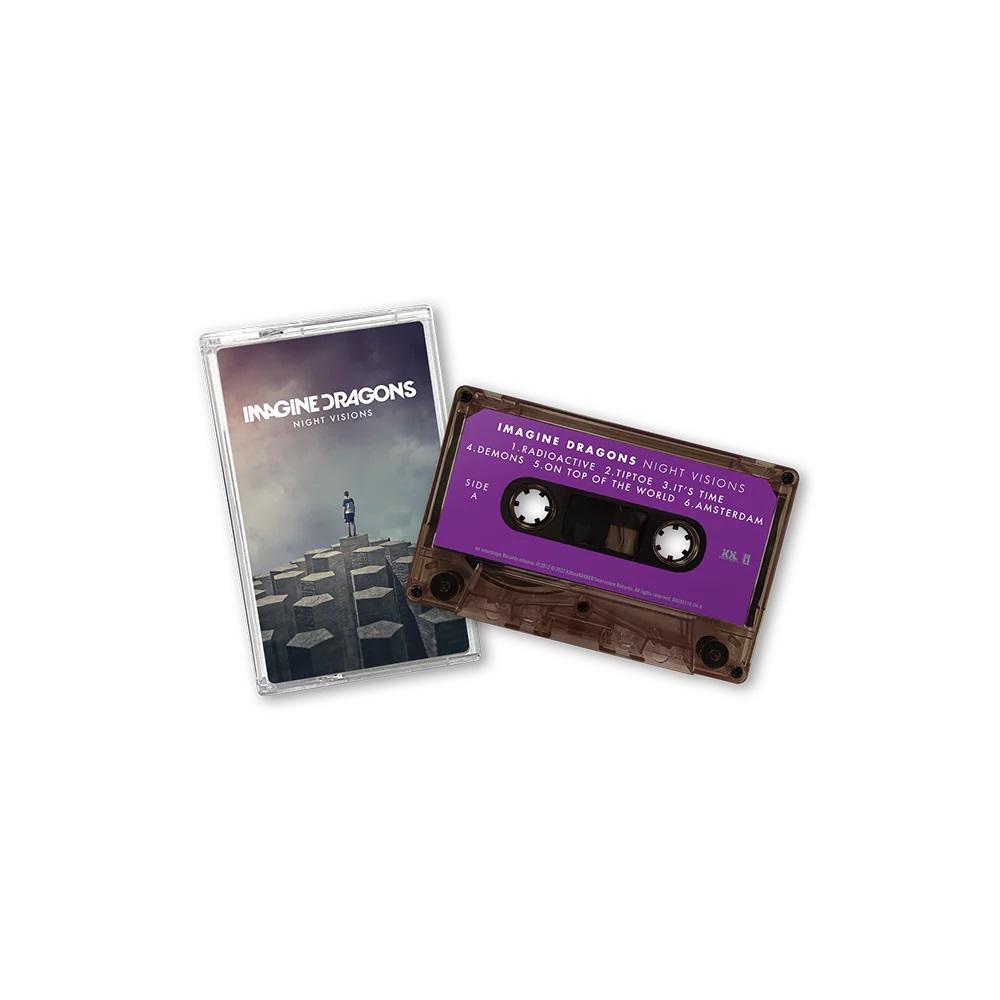 IMAGINE DRAGONS
NIGHT VISIONS
IMAGINE DRAGONS NIGHT VISIONS
1.RADIOACTIVE 2.TIPTOE 3.IT'S TIME
4.DEMONS 5.ON TOP OF THE WORLD 6.AMSTERDAM
SIDE
A